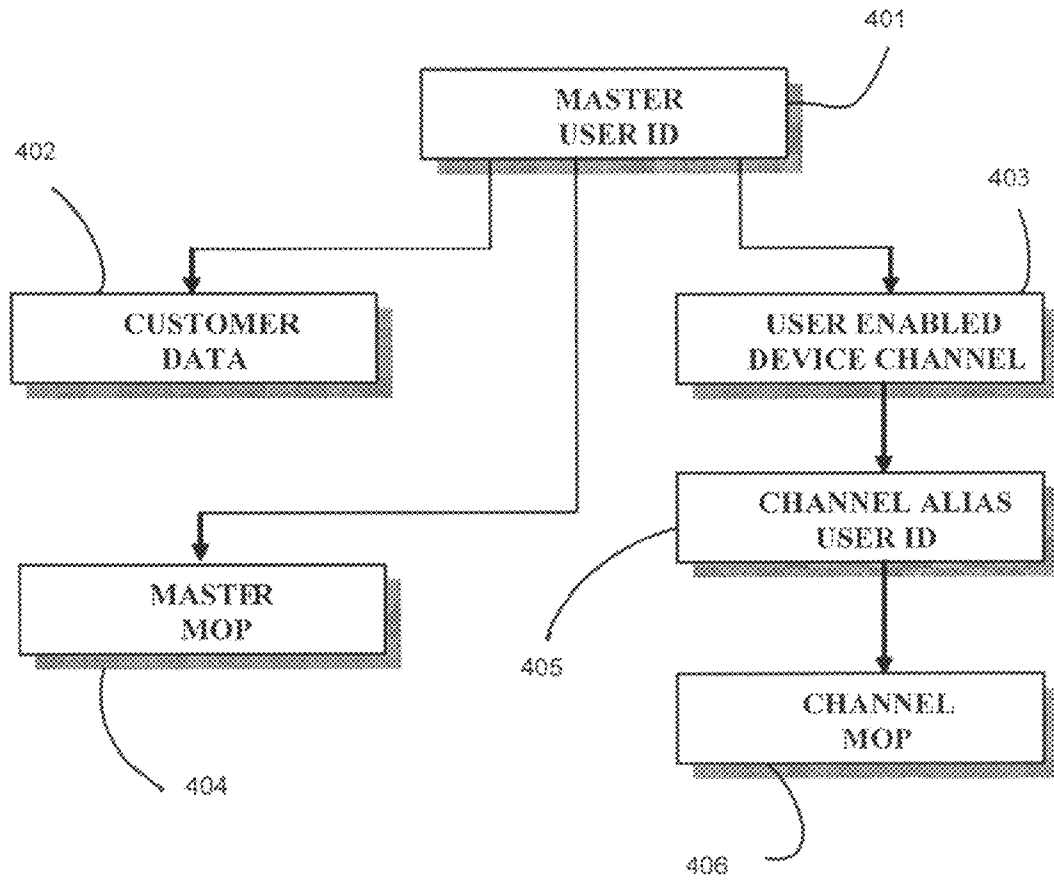 401
MASTER
USER ID
402
403
CUSTOMER
DATA
USER ENABLED
DEVICE CHANNEL
CHANNEL ALIAS
USER ID
MASTER
MOP
405
CHANNEL
MOP
404
406